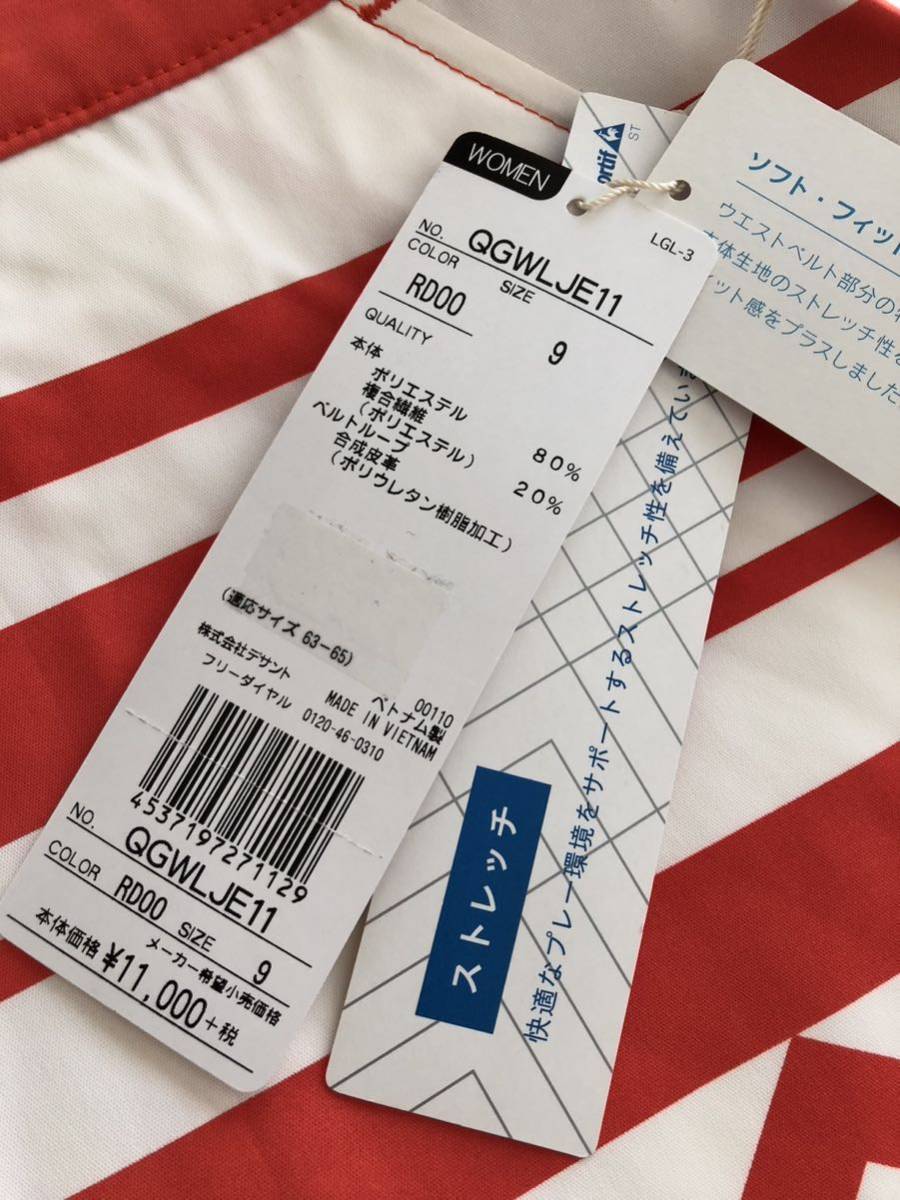 WOMEN
LGL-3
NO. QGWLJE11
COLOR SIZE
RD00 9
QUALITY
本体
ポリエステル 80%
複合繊維
(ポリエステル) 20%
ベルトループ
合成皮革
(ポリウレタン樹脂加工)
(適応サイズ 63-65)
00110
株式会社デサント ベトナム製
フリーダイヤル MADE IN VIETNAM
0120-46-0310
4537197271129
NO. QGWLJE11
COLOR SIZE
RD00 9
メーカー希望小売価格
本体価格 ¥11,000+税
ortif
ST
ストレッチ
快適なプレー環境をサポートするストレッチ性を備えてい
ソフト・フィット
ウエストベルト部分の
本体生地のストレッチ性を
ット感をプラスしました